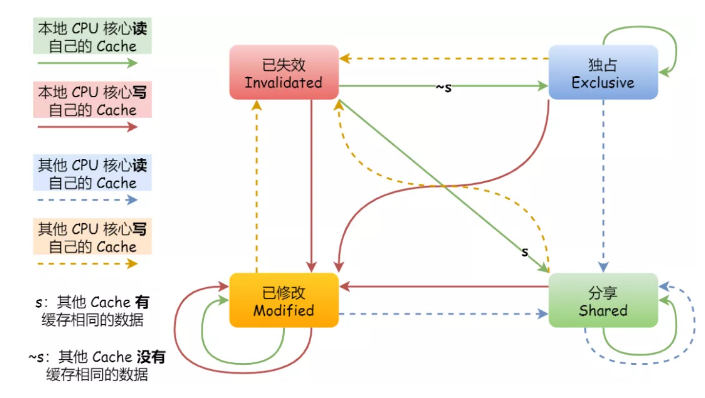 本地 CPU 核心读
自己的 Cache
本地 CPU 核心写
自己的 Cache
其他 CPU 核心读
自己的 Cache
其他 CPU 核心写
自己的 Cache
s：其他 Cache 有
缓存相同的数据
~s：其他 Cache 没有
缓存相同的数据
已失效
Invalidated
~s
独占
Exclusive
s
已修改
Modified
分享
Shared